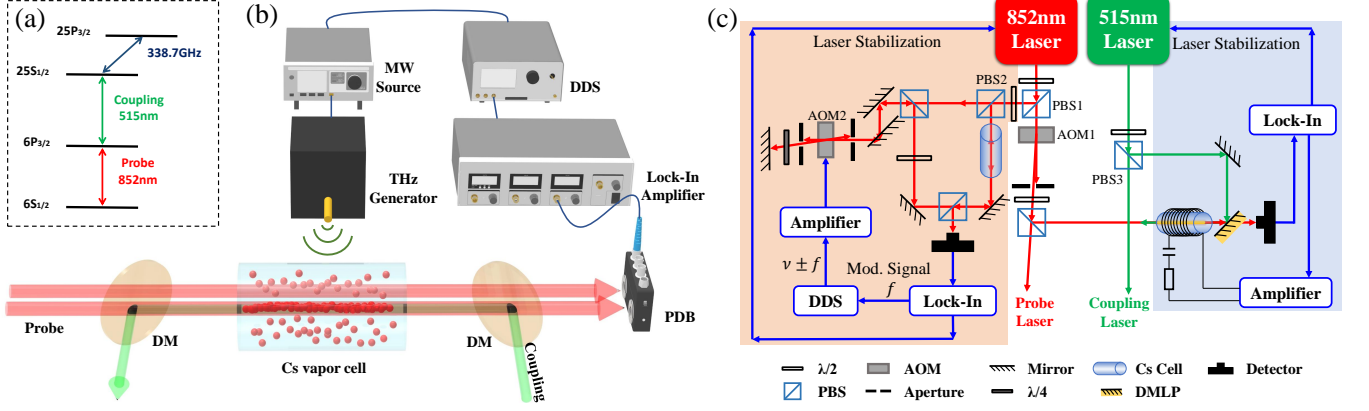 (a)
25P3/2
338.7GHz
25S1/2
Coupling
515nm
6P3/2
Probe
852nm
6S1/2
(b)
MW
Source
DDS
THz
Generator
Lock-In
Amplifier
Probe
DM
Cs vapor cell
DM
Coupling
PDB
(c)
852nm
Laser
515nm
Laser
Laser Stabilization
Laser Stabilization
PBS2
PBS1
AOM2
AOM1
Lock-In
PBS3
Amplifier
ν ± f
Mod. Signal
f
DDS
Lock-In
Probe
Laser
Coupling
Laser
Amplifier
λ/2
AOM
Mirror
Cs Cell
Detector
PBS
Aperture
λ/4
DMLP